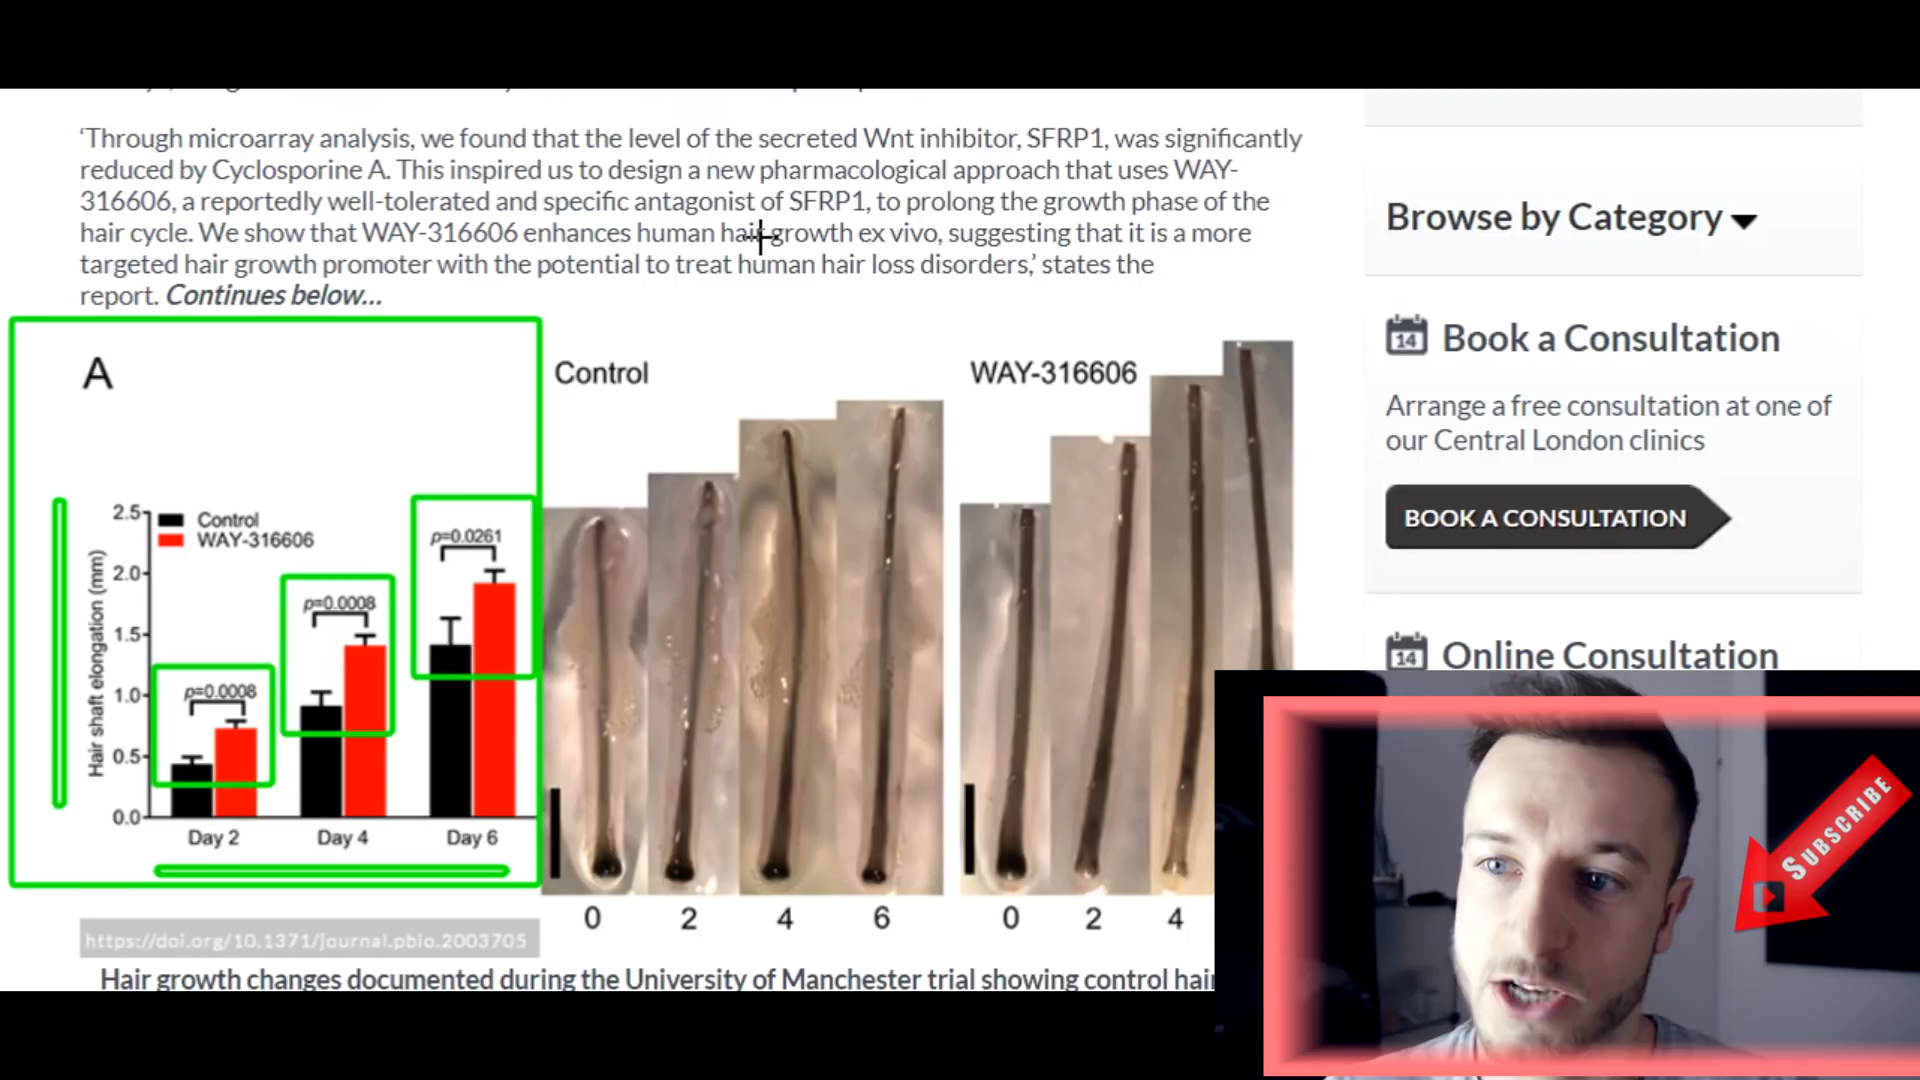 ‘Through microarray analysis, we found that the level of the secreted Wnt inhibitor, SFRP1, was significantly
reduced by Cyclosporine A. This inspired us to design a new pharmacological approach that uses WAY-
316606, a reportedly well-tolerated and specific antagonist of SFRP1, to prolong the growth phase of the
hair cycle. We show that WAY-316606 enhances human hair growth ex vivo, suggesting that it is a more
targeted hair growth promoter with the potential to treat human hair loss disorders,’ states the
report. Continues below...
A
Control
WAY-316606
2.5
2.0
1.5
1.0
0.5
0.0
Hair shaft elongation (mm)
Control
WAY-316606
p=0.0008
p=0.0008
p=0.0261
Day 2
Day 4
Day 6
0
2
4
6
0
2
4
https://doi.org/10.1371/journal.pbio.2003705
Hair growth changes documented during the University of Manchester trial showing control hair
Browse by Category
14
Book a Consultation
Arrange a free consultation at one of
our Central London clinics
BOOK A CONSULTATION
14
Online Consultation
SUBSCRIBE